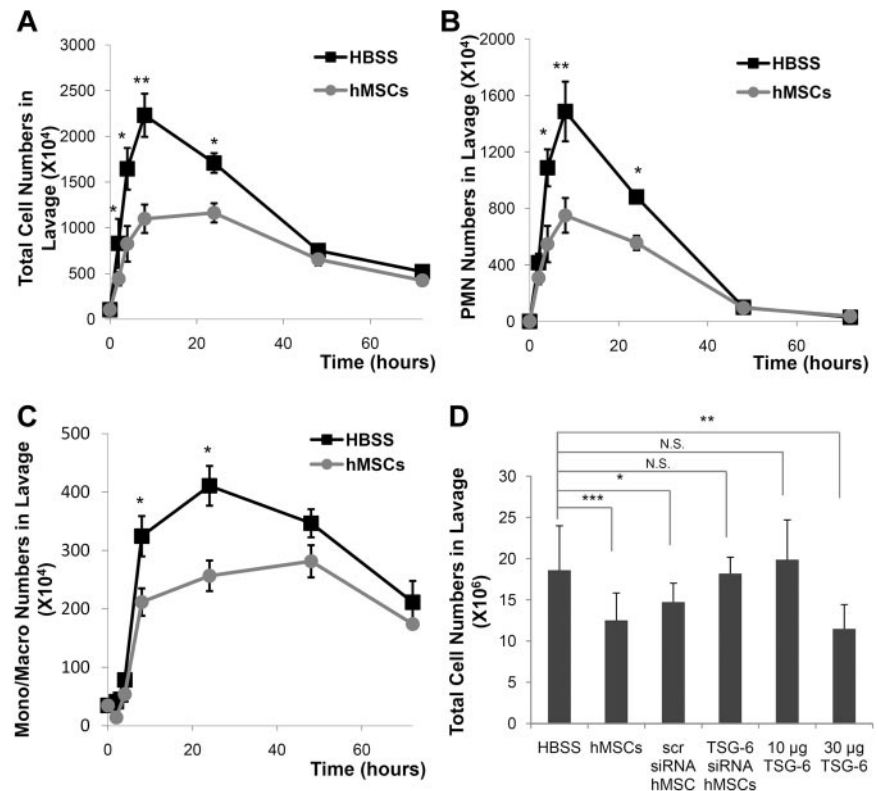 A
Total Cell Numbers in
Lavage (X10⁴)
3000
2500
2000
1500
1000
500
0
0
20
40
60
Time (hours)
HBSS
hMSCs
*
*
**
*
B
PMN Numbers in Lavage (X10⁴)
2000
1600
1200
800
400
0
0
20
40
60
Time (hours)
HBSS
hMSCs
*
**
*
C
Mono/Macro Numbers in Lavage
(X10⁴)
500
400
300
200
100
0
0
20
40
60
Time (hours)
HBSS
hMSCs
*
*
D
Total Cell Numbers in Lavage
(X10⁶)
30
25
20
15
10
5
0
**
N.S.
N.S.
*
***
HBSS
hMSCs
scr
siRNA
hMSC
TSG-6
siRNA
hMSCs
10 µg
TSG-6
30 µg
TSG-6